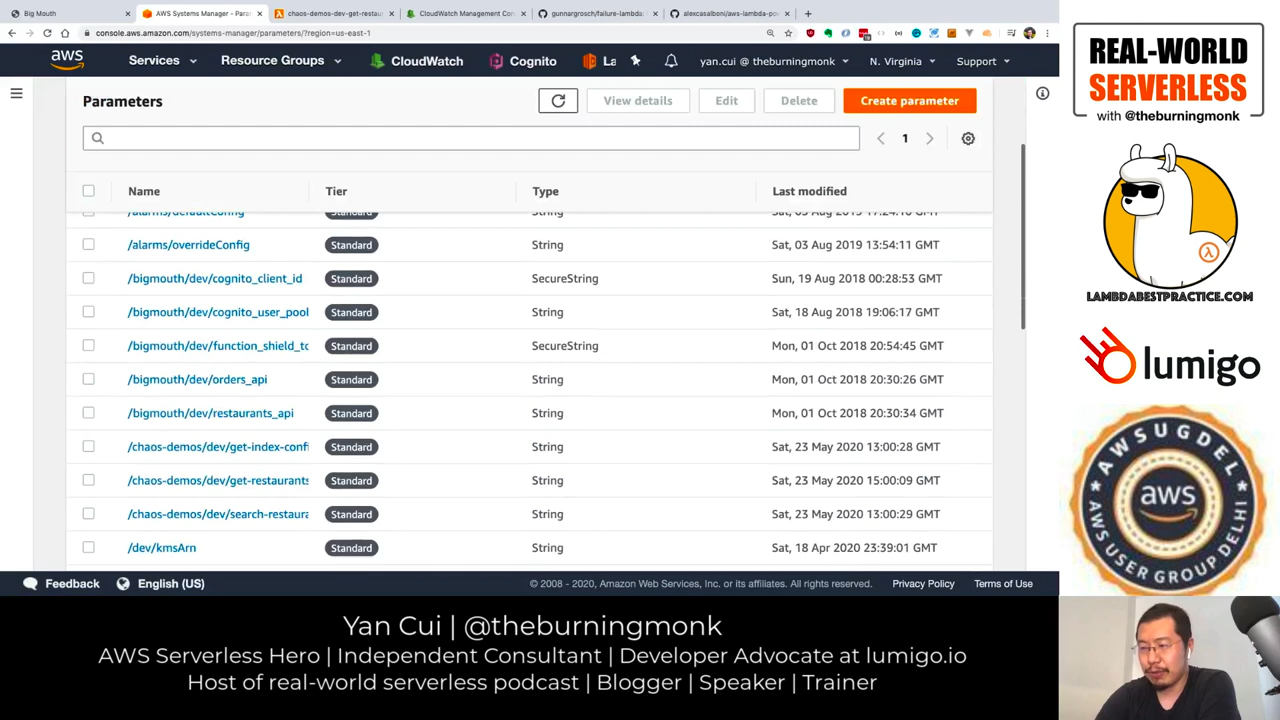 Big Mouth
AWS Systems Manager - Para
chaos-demos-dev-get-restau
CloudWatch Management Con
gunnargrosch/failure-lambda:
alexcasalboni/aws-lambda-po
console.aws.amazon.com/systems-manager/parameters/?region=us-east-1
aws
Services
Resource Groups
CloudWatch
Cognito
La
yan.cui @ theburningmonk
N. Virginia
Support
Parameters
View details
Edit
Delete
Create parameter
1
Name
Tier
Type
Last modified
/alarms/defaultConfig
Standard
String
/alarms/overrideConfig
Standard
String
Sat, 03 Aug 2019 13:54:11 GMT
/bigmouth/dev/cognito_client_id
Standard
SecureString
Sun, 19 Aug 2018 00:28:53 GMT
/bigmouth/dev/cognito_user_pool
Standard
String
Sat, 18 Aug 2018 19:06:17 GMT
/bigmouth/dev/function_shield_to
Standard
SecureString
Mon, 01 Oct 2018 20:54:45 GMT
/bigmouth/dev/orders_api
Standard
String
Mon, 01 Oct 2018 20:30:26 GMT
/bigmouth/dev/restaurants_api
Standard
String
Mon, 01 Oct 2018 20:30:34 GMT
/chaos-demos/dev/get-index-confi
Standard
String
Sat, 23 May 2020 13:00:28 GMT
/chaos-demos/dev/get-restaurants
Standard
String
Sat, 23 May 2020 15:00:09 GMT
/chaos-demos/dev/search-restaura
Standard
String
Sat, 23 May 2020 13:00:29 GMT
/dev/kmsArn
Standard
String
Sat, 18 Apr 2020 23:39:01 GMT
Feedback
English (US)
© 2008 - 2020, Amazon Web Services, Inc. or its affiliates. All rights reserved.
Privacy Policy
Terms of Use
REAL-WORLD
SERVERLESS
with @theburningmonk
λ
LAMBDABESTPRACTICE.COM
lumigo
AWSUGDEL
aws
AWS USER GROUP DELHI
Yan Cui | @theburningmonk
AWS Serverless Hero | Independent Consultant | Developer Advocate at lumigo.io
Host of real-world serverless podcast | Blogger | Speaker | Trainer